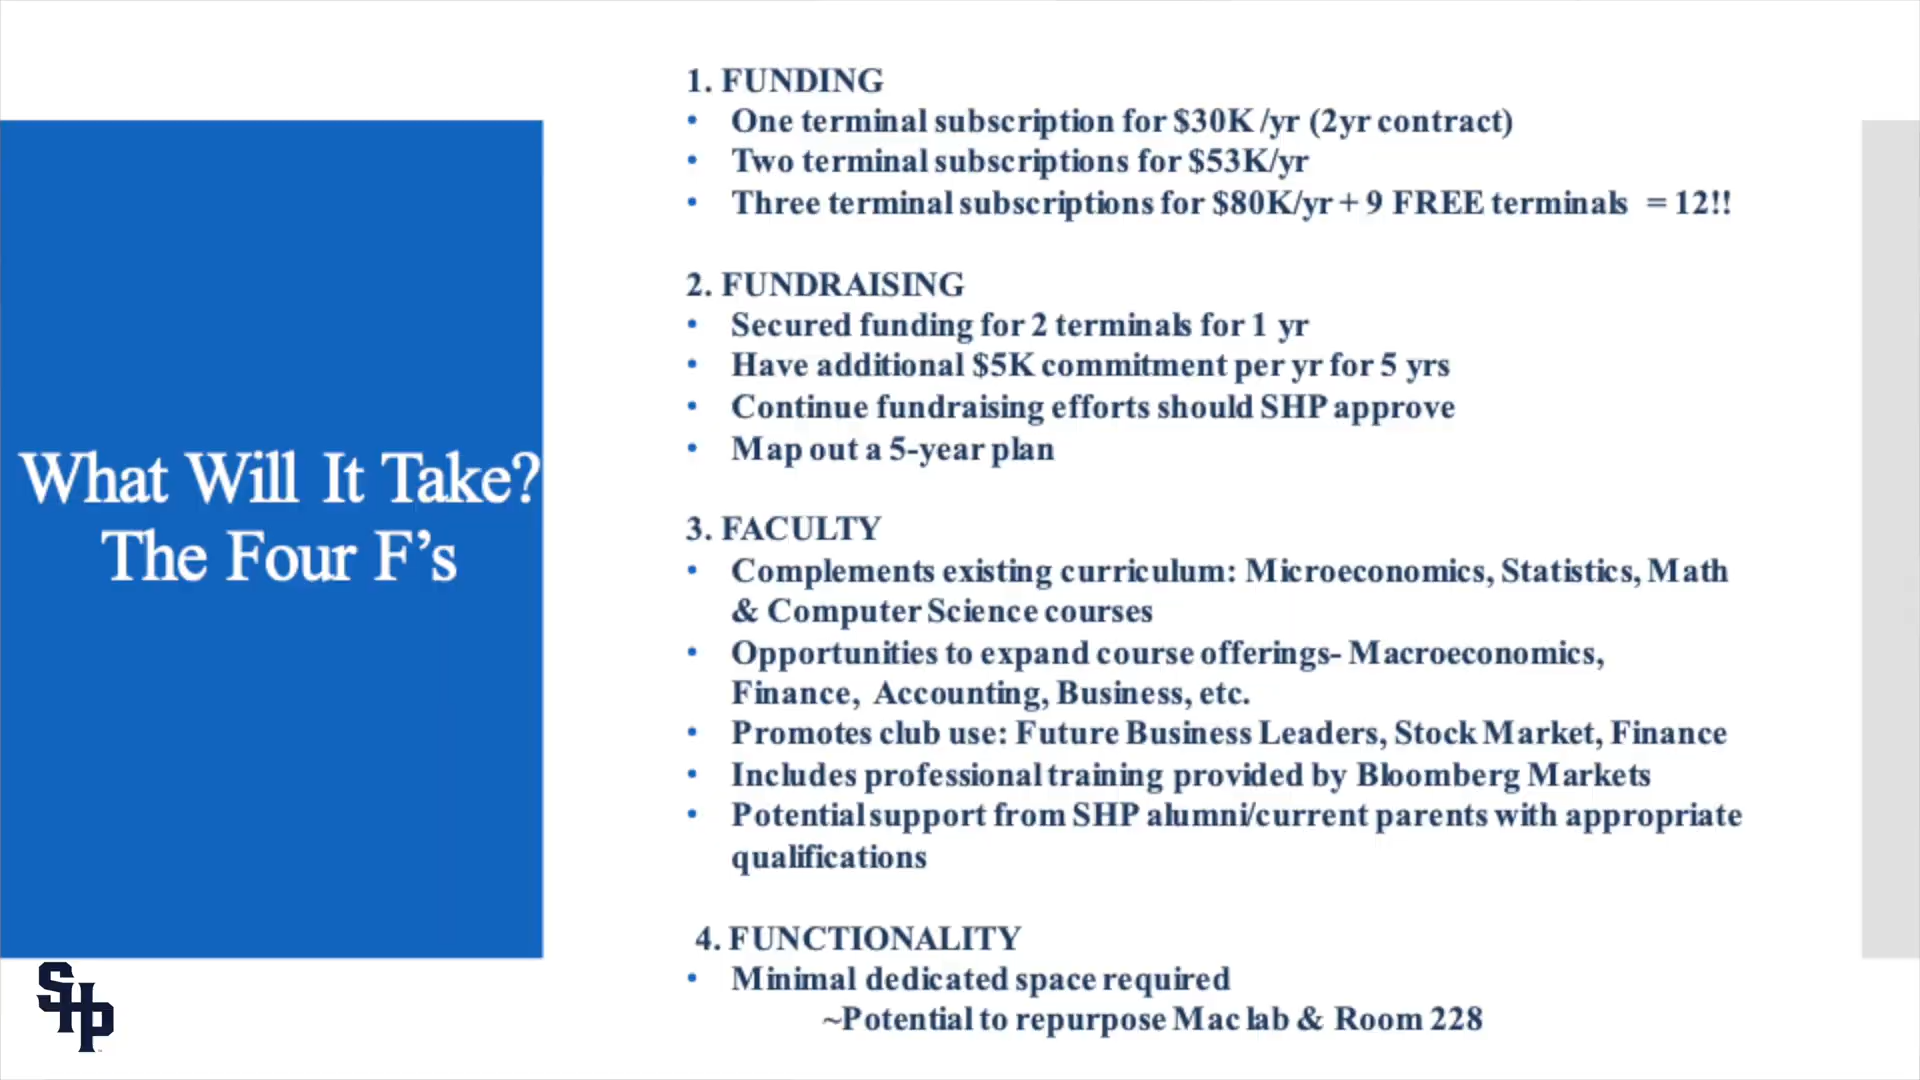 What Will It Take?
The Four F's
1. FUNDING
• One terminal subscription for $30K /yr (2yr contract)
• Two terminal subscriptions for $53K/yr
• Three terminal subscriptions for $80K/yr + 9 FREE terminals = 12!!
2. FUNDRAISING
• Secured funding for 2 terminals for 1 yr
• Have additional $5K commitment per yr for 5 yrs
• Continue fundraising efforts should SHP approve
• Map out a 5-year plan
3. FACULTY
• Complements existing curriculum: Microeconomics, Statistics, Math
& Computer Science courses
• Opportunities to expand course offerings- Macroeconomics,
Finance, Accounting, Business, etc.
• Promotes club use: Future Business Leaders, Stock Market, Finance
• Includes professional training provided by Bloomberg Markets
• Potential support from SHP alumni/current parents with appropriate
qualifications
4. FUNCTIONALITY
• Minimal dedicated space required
~Potential to repurpose Mac lab & Room 228
SHP